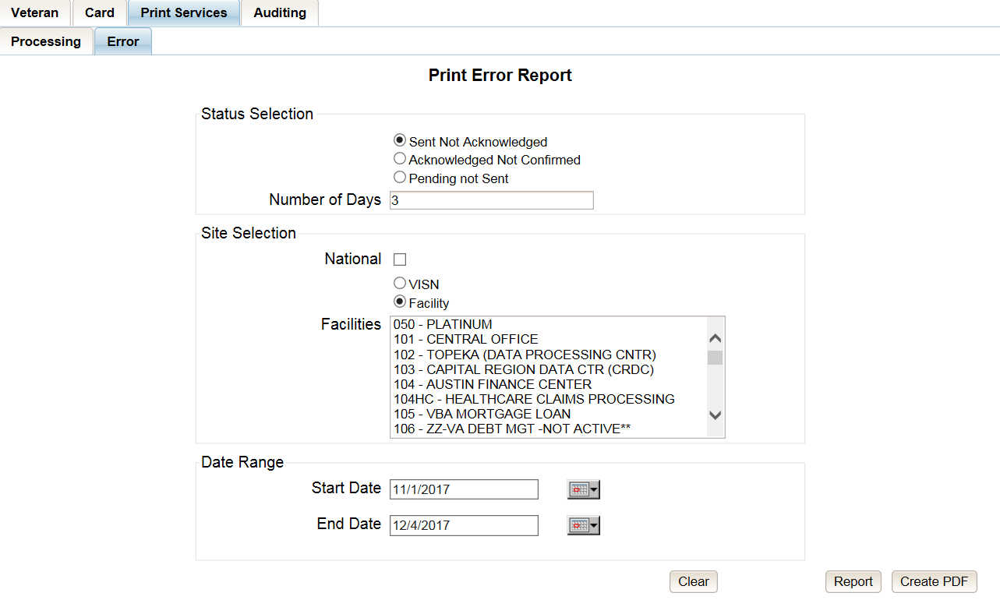 Veteran Card Print Services Auditing
Processing Error
Print Error Report
Status Selection
Sent Not Acknowledged
Acknowledged Not Confirmed
Pending not Sent
Number of Days 3
Site Selection
National
VISN
Facility
Facilities 050 - PLATINUM
101 - CENTRAL OFFICE
102 - TOPEKA (DATA PROCESSING CNTR)
103 - CAPITAL REGION DATA CTR (CRDC)
104 - AUSTIN FINANCE CENTER
104HC - HEALTHCARE CLAIMS PROCESSING
105 - VBA MORTGAGE LOAN
106 - ZZ-VA DEBT MGT -NOT ACTIVE**
Date Range
Start Date 11/1/2017
End Date 12/4/2017
Clear Report Create PDF